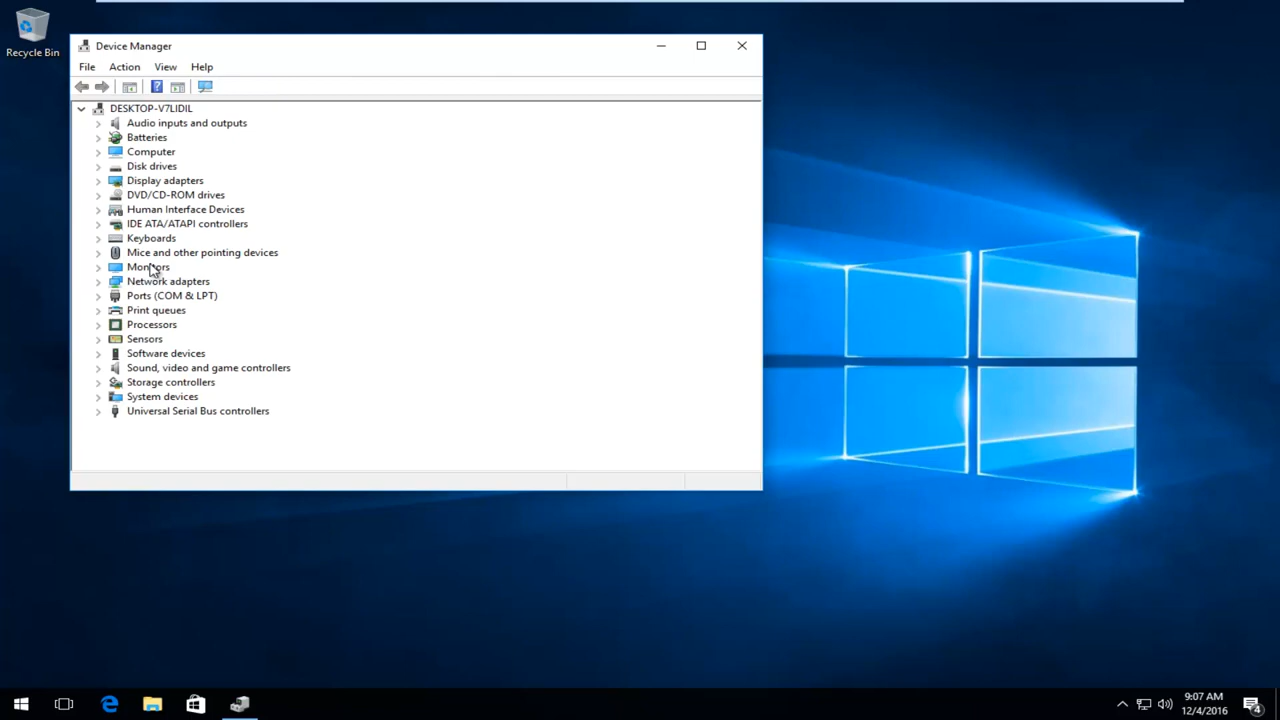 Recycle Bin
Device Manager
File Action View Help
DESKTOP-V7LIDIL
Audio inputs and outputs
Batteries
Computer
Disk drives
Display adapters
DVD/CD-ROM drives
Human Interface Devices
IDE ATA/ATAPI controllers
Keyboards
Mice and other pointing devices
Monitors
Network adapters
Ports (COM & LPT)
Print queues
Processors
Sensors
Software devices
Sound, video and game controllers
Storage controllers
System devices
Universal Serial Bus controllers
9:07 AM
12/4/2016
4